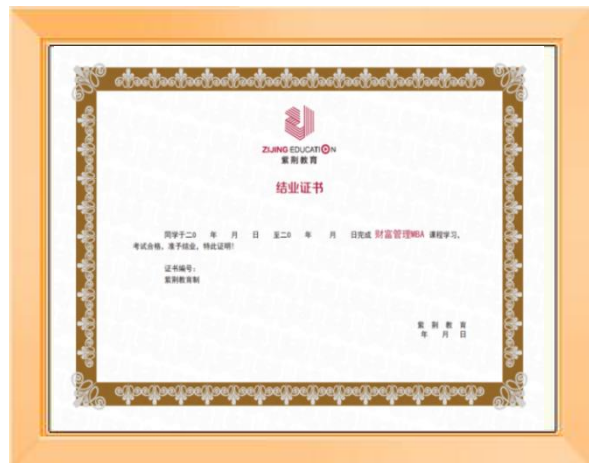 ZIJING EDUCATION
紫荆教育
结业证书
同学于二0 年 月 日 至二0 年 月 日完成 财富管理MBA 课程学习,
考试合格,准予结业,特此证明!
证书编号:
紫荆教育制
紫 荆 教 育
年 月 日